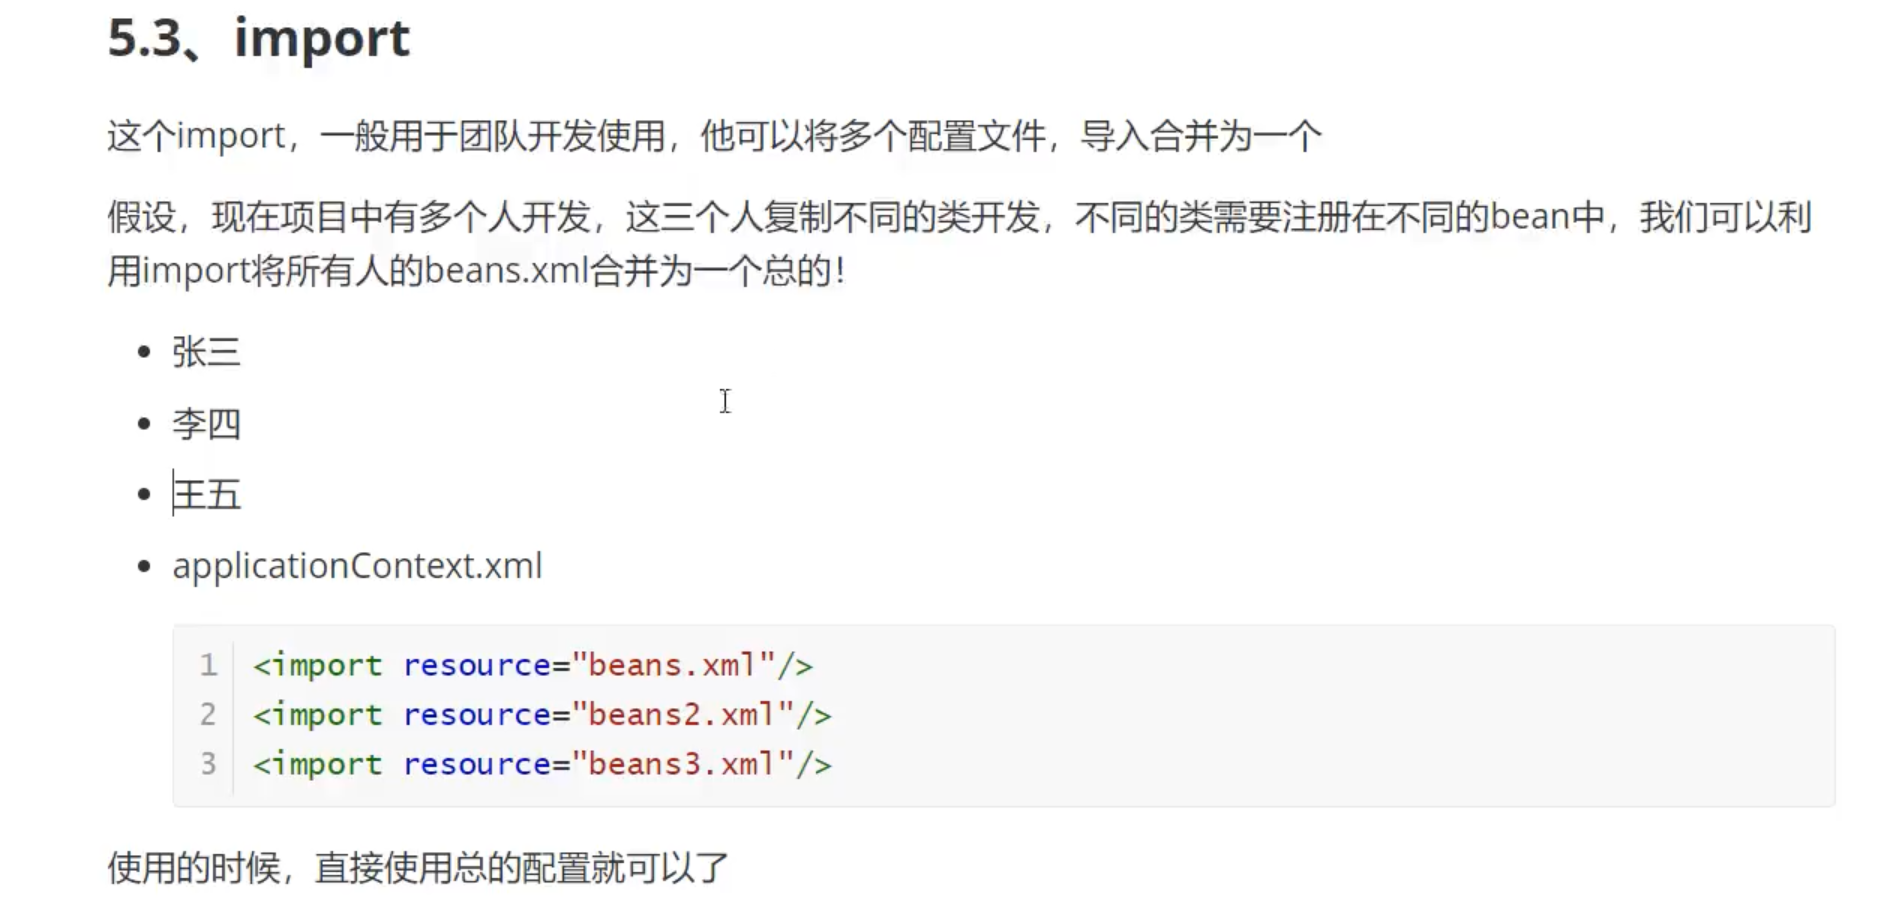 5.3、import
这个import，一般用于团队开发使用，他可以将多个配置文件，导入合并为一个
假设，现在项目中有多个人开发，这三个人复制不同的类开发，不同的类需要注册在不同的bean中，我们可以利
用import将所有人的beans.xml合并为一个总的！
张三
李四
王五
applicationContext.xml
1 <import resource="beans.xml"/>
2 <import resource="beans2.xml"/>
3 <import resource="beans3.xml"/>
使用的时候，直接使用总的配置就可以了